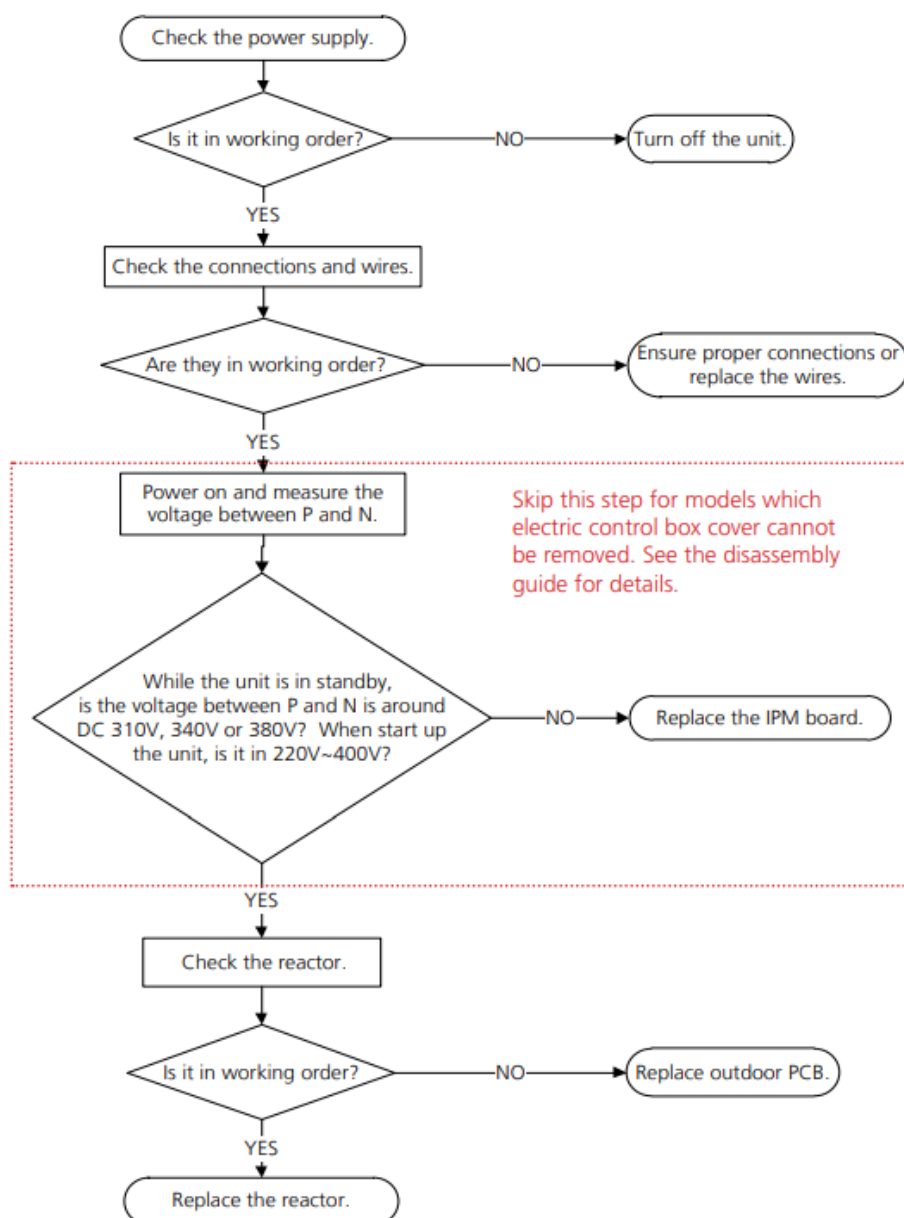 Check the power supply.
Is it in working order?
NO
Turn off the unit.
YES
Check the connections and wires.
Are they in working order?
NO
Ensure proper connections or
replace the wires.
YES
Power on and measure the
voltage between P and N.
Skip this step for models which
electric control box cover cannot
be removed. See the disassembly
guide for details.
While the unit is in standby,
is the voltage between P and N is around
DC 310V, 340V or 380V? When start up
the unit, is it in 220V~400V?
NO
Replace the IPM board.
YES
Check the reactor.
Is it in working order?
NO
Replace outdoor PCB.
YES
Replace the reactor.